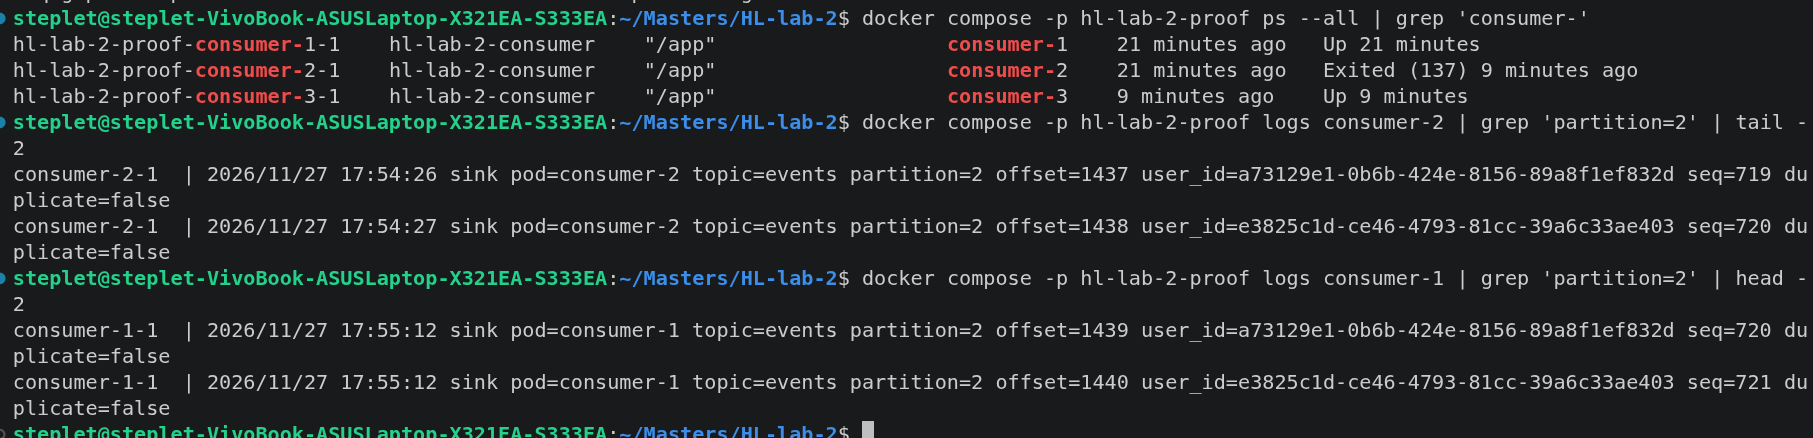 steplet@steplet-VivoBook-ASUSLaptop-X321EA-S333EA:~/Masters/HL-lab-2$ docker compose -p hl-lab-2-proof ps --all | grep 'consumer-'
hl-lab-2-proof-consumer-1-1    hl-lab-2-consumer    "/app"                   consumer-1    21 minutes ago   Up 21 minutes
hl-lab-2-proof-consumer-2-1    hl-lab-2-consumer    "/app"                   consumer-2    21 minutes ago   Exited (137) 9 minutes ago
hl-lab-2-proof-consumer-3-1    hl-lab-2-consumer    "/app"                   consumer-3    9 minutes ago    Up 9 minutes
steplet@steplet-VivoBook-ASUSLaptop-X321EA-S333EA:~/Masters/HL-lab-2$ docker compose -p hl-lab-2-proof logs consumer-2 | grep 'partition=2' | tail -
2
consumer-2-1  | 2026/11/27 17:54:26 sink pod=consumer-2 topic=events partition=2 offset=1437 user_id=a73129e1-0b6b-424e-8156-89a8f1ef832d seq=719 du
plicate=false
consumer-2-1  | 2026/11/27 17:54:27 sink pod=consumer-2 topic=events partition=2 offset=1438 user_id=e3825c1d-ce46-4793-81cc-39a6c33ae403 seq=720 du
plicate=false
steplet@steplet-VivoBook-ASUSLaptop-X321EA-S333EA:~/Masters/HL-lab-2$ docker compose -p hl-lab-2-proof logs consumer-1 | grep 'partition=2' | head -
2
consumer-1-1  | 2026/11/27 17:55:12 sink pod=consumer-1 topic=events partition=2 offset=1439 user_id=a73129e1-0b6b-424e-8156-89a8f1ef832d seq=720 du
plicate=false
consumer-1-1  | 2026/11/27 17:55:12 sink pod=consumer-1 topic=events partition=2 offset=1440 user_id=e3825c1d-ce46-4793-81cc-39a6c33ae403 seq=721 du
plicate=false
steplet@steplet-VivoBook-ASUSLaptop-X321EA-S333EA:~/Masters/HL-lab-2$